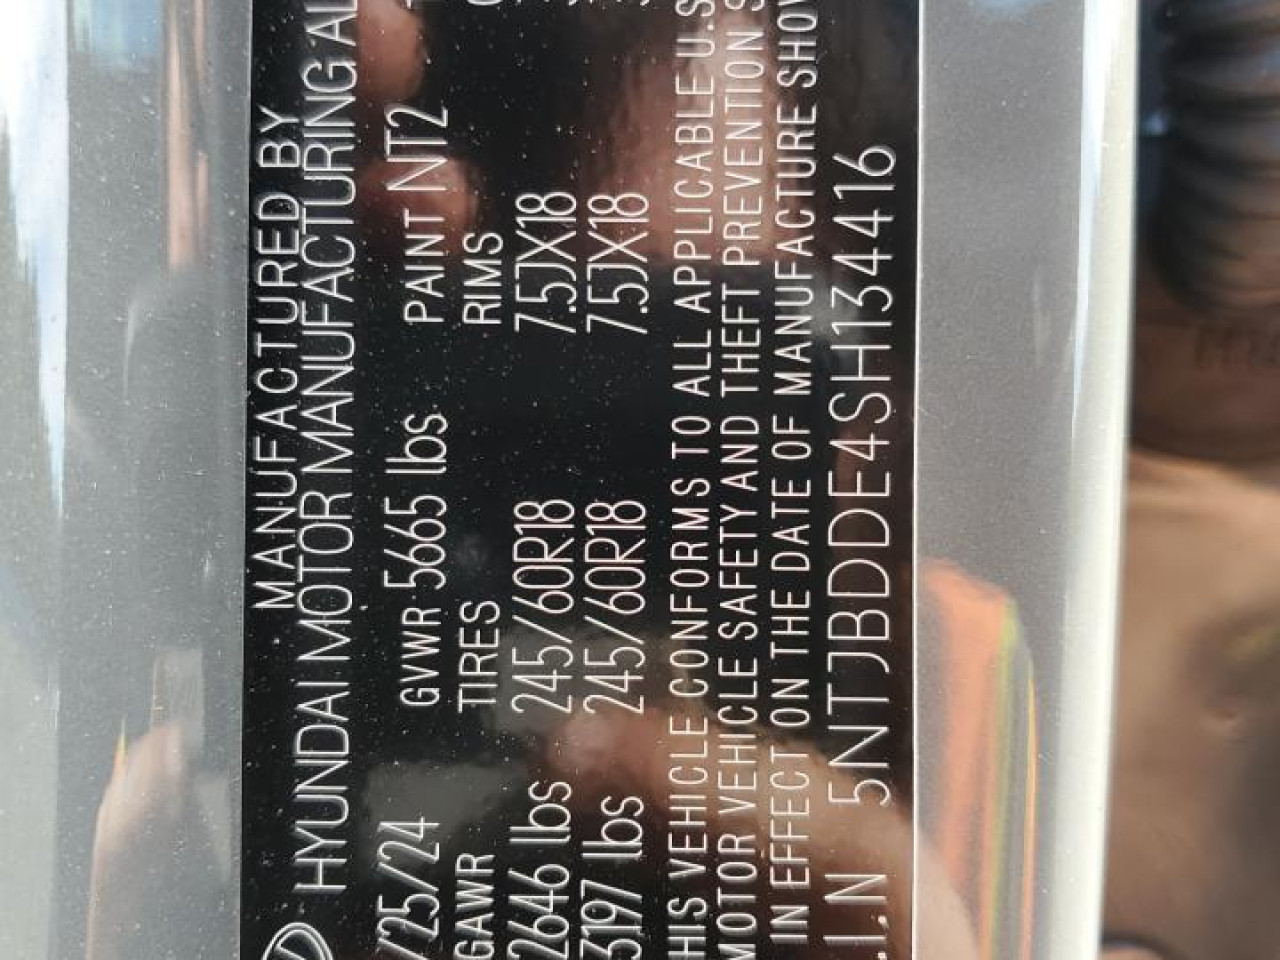 MANUFACTURED BY
HYUNDAI MOTOR MANUFACTURING AL
/25/24 GVWR 5665 lbs PAINT NT2
GAWR TIRES RIMS
2646 lbs 245/60R18 7.5JX18
3197 lbs 245/60R18 7.5JX18
HIS VEHICLE CONFORMS TO ALL APPLICABLE U.S
MOTOR VEHICLE SAFETY AND THEFT PREVENTION S
IN EFFECT ON THE DATE OF MANUFACTURE SHOW
.I.N 5NTJBDDE4SH134416